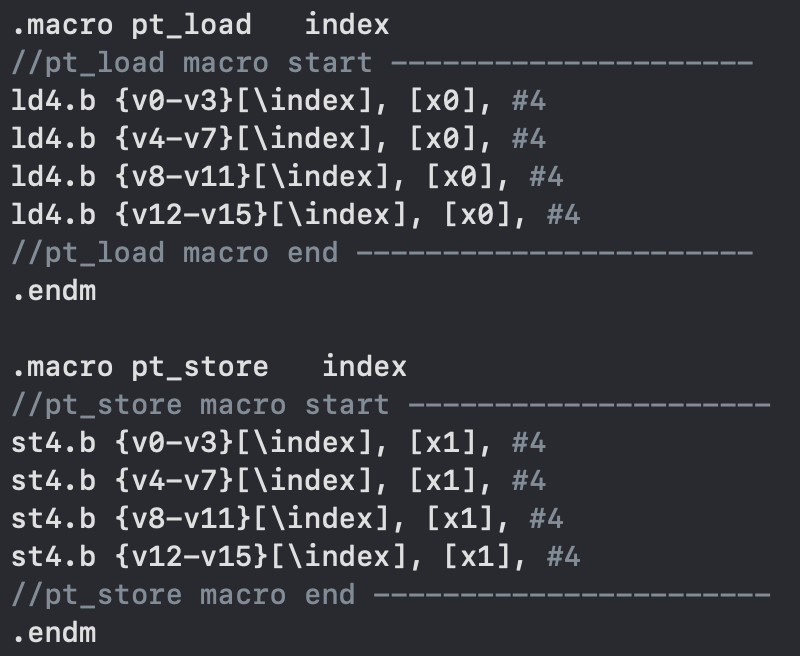 .macro pt_load   index
//pt_load macro start ---------------------
ld4.b {v0-v3}[\index], [x0], #4
ld4.b {v4-v7}[\index], [x0], #4
ld4.b {v8-v11}[\index], [x0], #4
ld4.b {v12-v15}[\index], [x0], #4
//pt_load macro end -----------------------
.endm

.macro pt_store   index
//pt_store macro start ---------------------
st4.b {v0-v3}[\index], [x1], #4
st4.b {v4-v7}[\index], [x1], #4
st4.b {v8-v11}[\index], [x1], #4
st4.b {v12-v15}[\index], [x1], #4
//pt_store macro end -----------------------
.endm